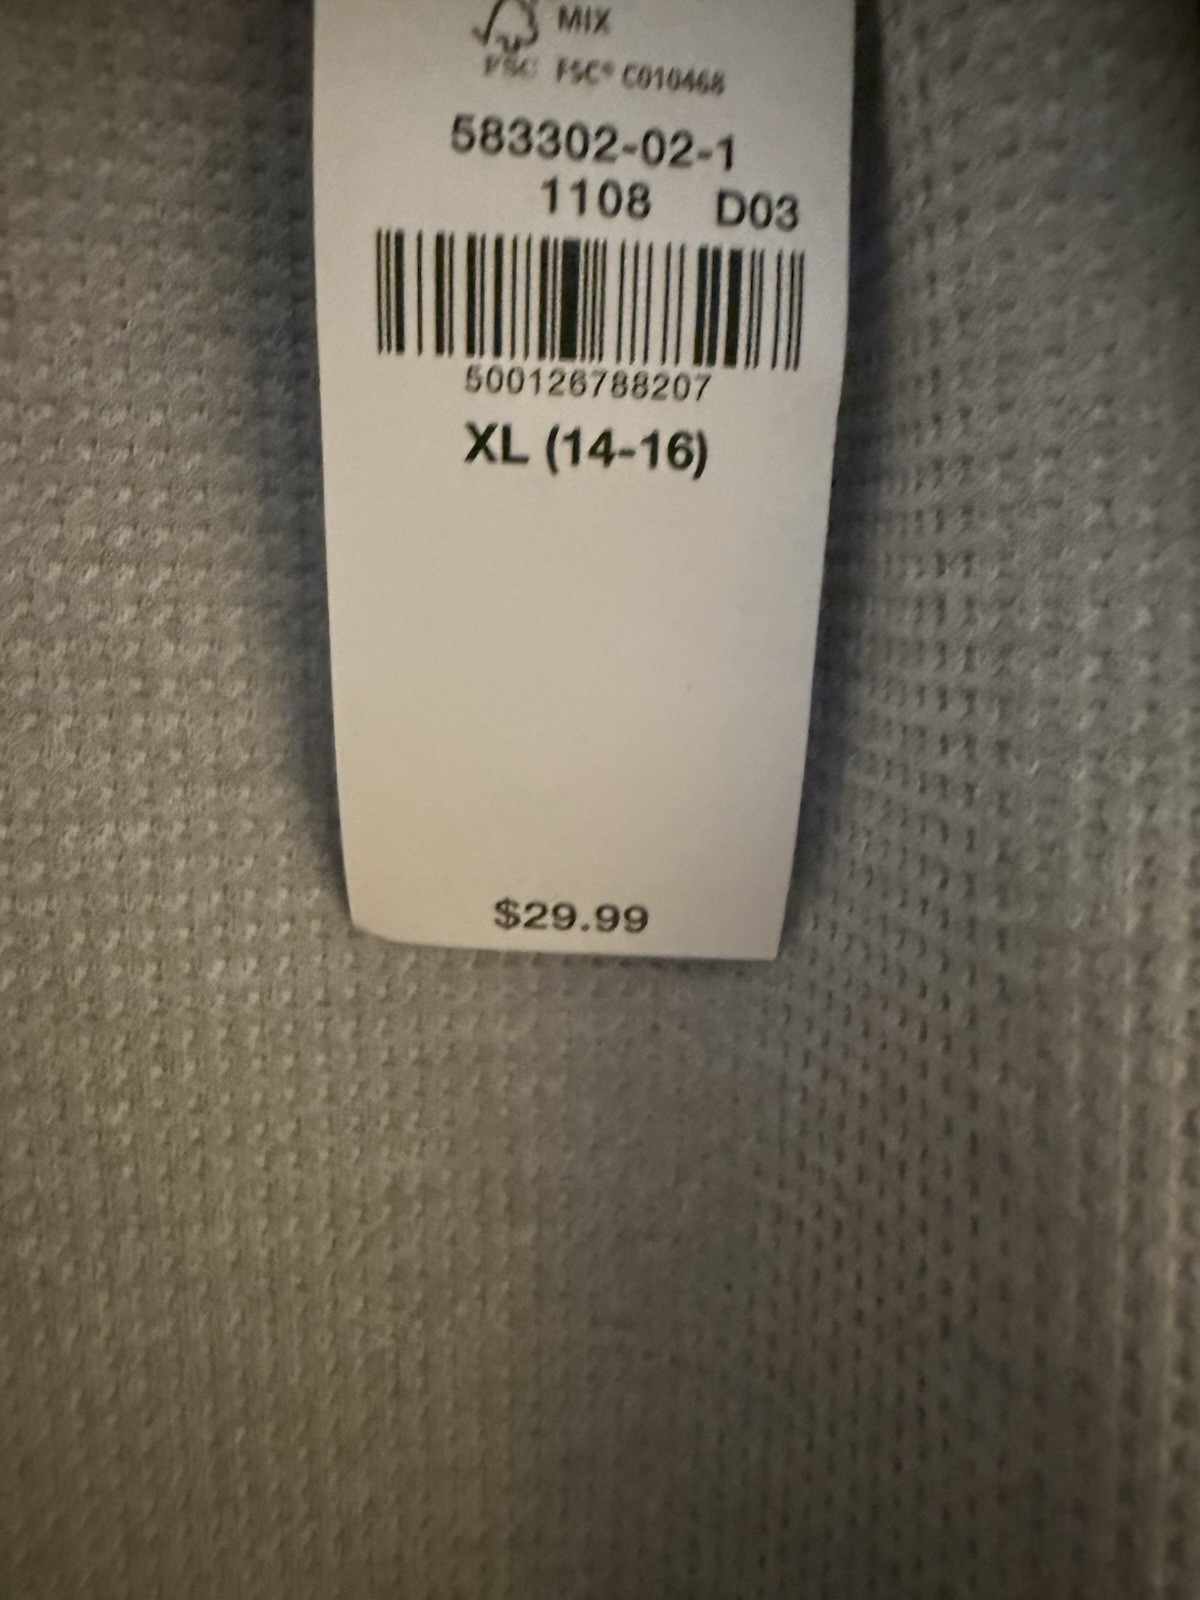 MIX
FSC FSC® C010468
583302-02-1
1108 D03
500126788207
XL (14-16)
$29.99